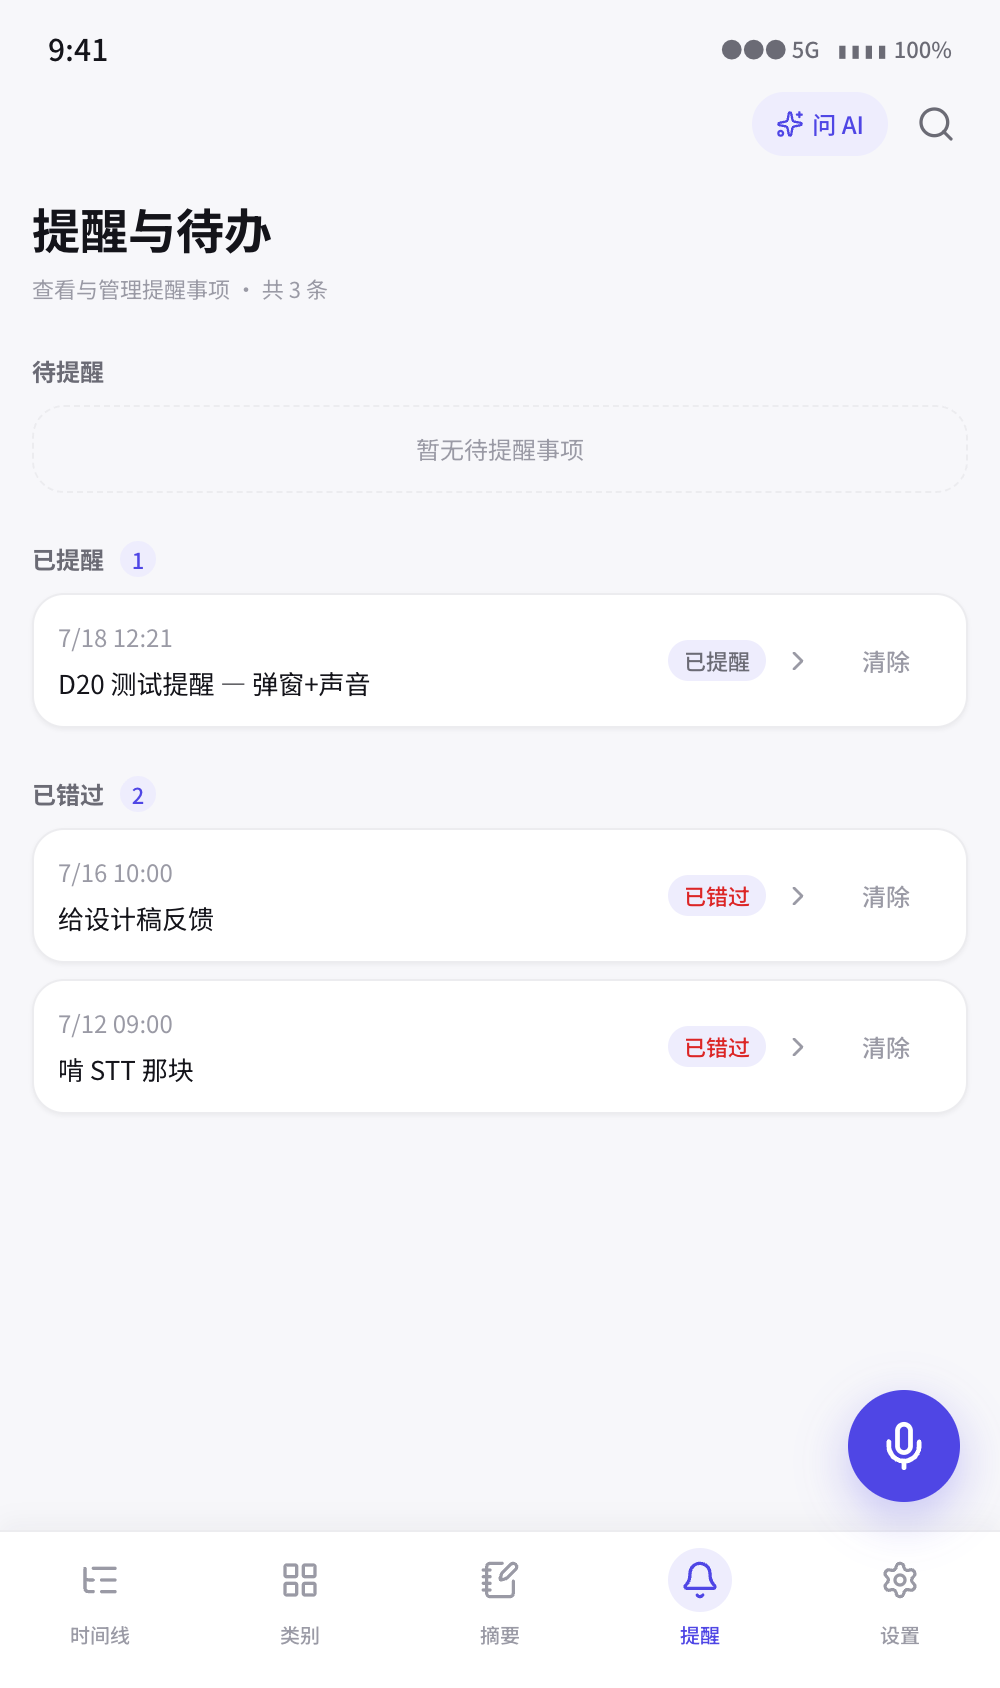 9:41
5G 100%
问 AI
提醒与待办
查看与管理提醒事项 · 共 3 条
待提醒
暂无待提醒事项
已提醒 1
7/18 12:21
D20 测试提醒 — 弹窗+声音
已提醒
清除
已错过 2
7/16 10:00
给设计稿反馈
已错过
清除
7/12 09:00
啃 STT 那块
已错过
清除
时间线 类别 摘要 提醒 设置